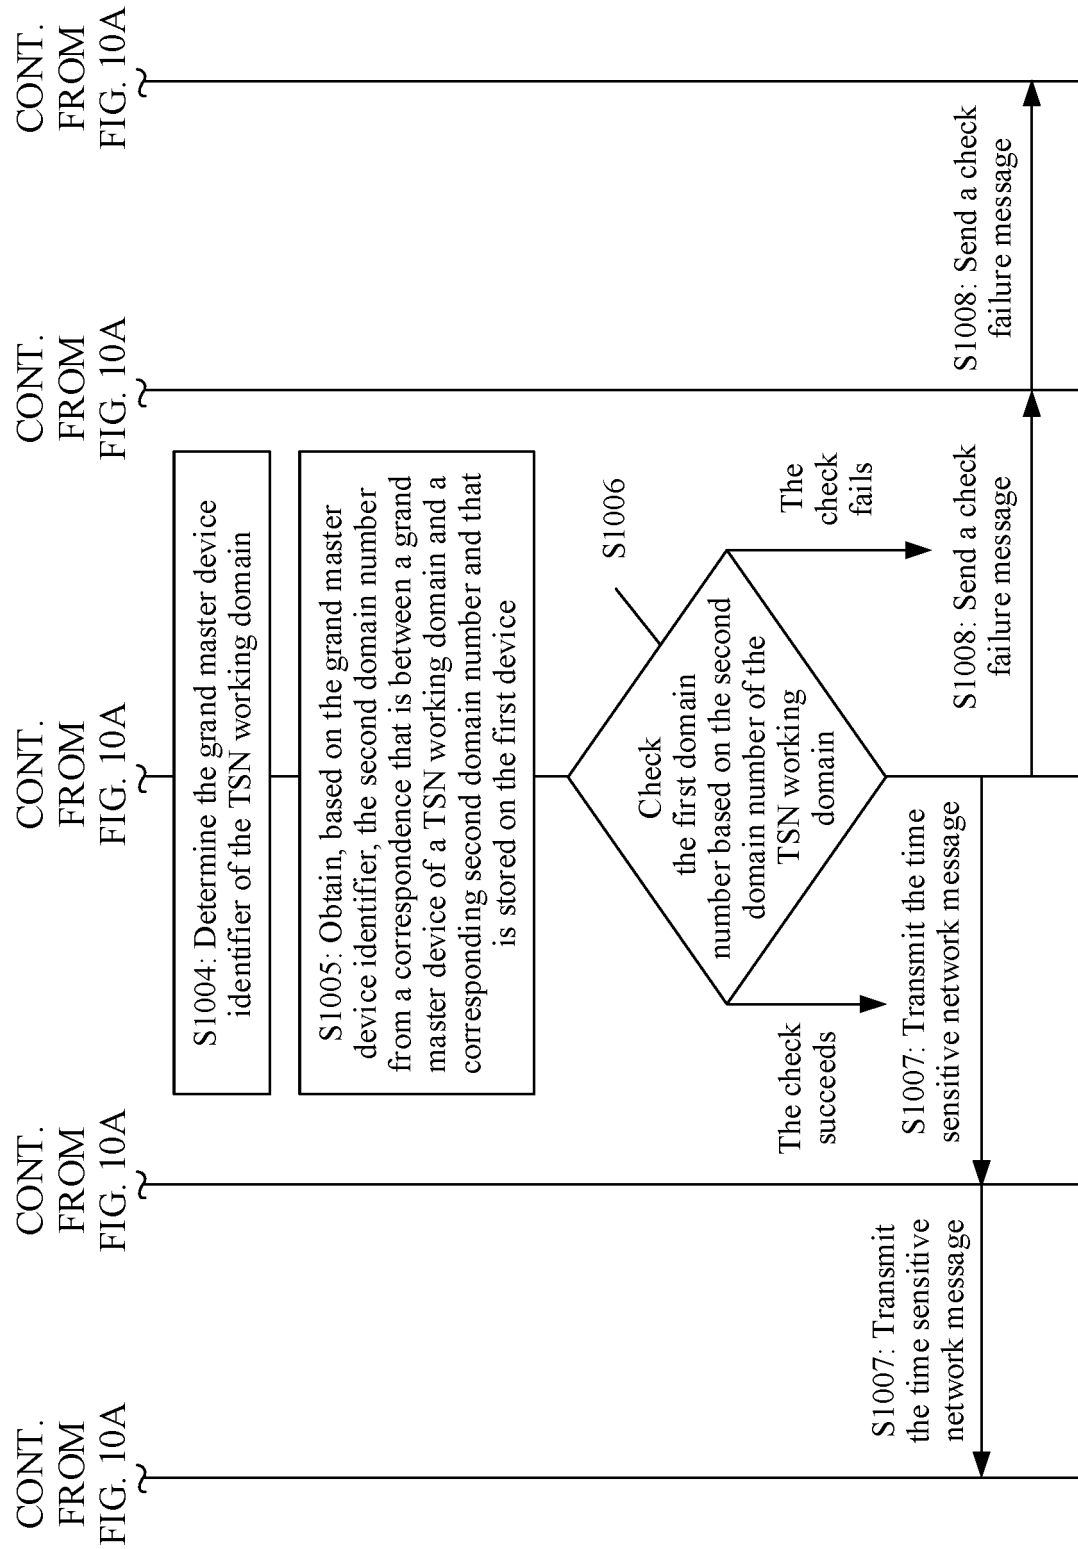 CONT.
FROM
FIG. 10A
CONT.
FROM
FIG. 10A
CONT.
FROM
FIG. 10A
CONT.
FROM
FIG. 10A
CONT.
FROM
FIG. 10A
S1004: Determine the grand master device
identifier of the TSN working domain
S1005: Obtain, based on the grand master
device identifier, the second domain number
from a correspondence that is between a grand
master device of a TSN working domain and a
corresponding second domain number and that
is stored on the first device
S1006
Check
the first domain
number based on the second
domain number of the
TSN working
domain
The check
succeeds
The
check
fails
S1007: Transmit
the time sensitive
network message
S1007: Transmit the time
sensitive network message
S1008: Send a check
failure message
S1008: Send a check
failure message